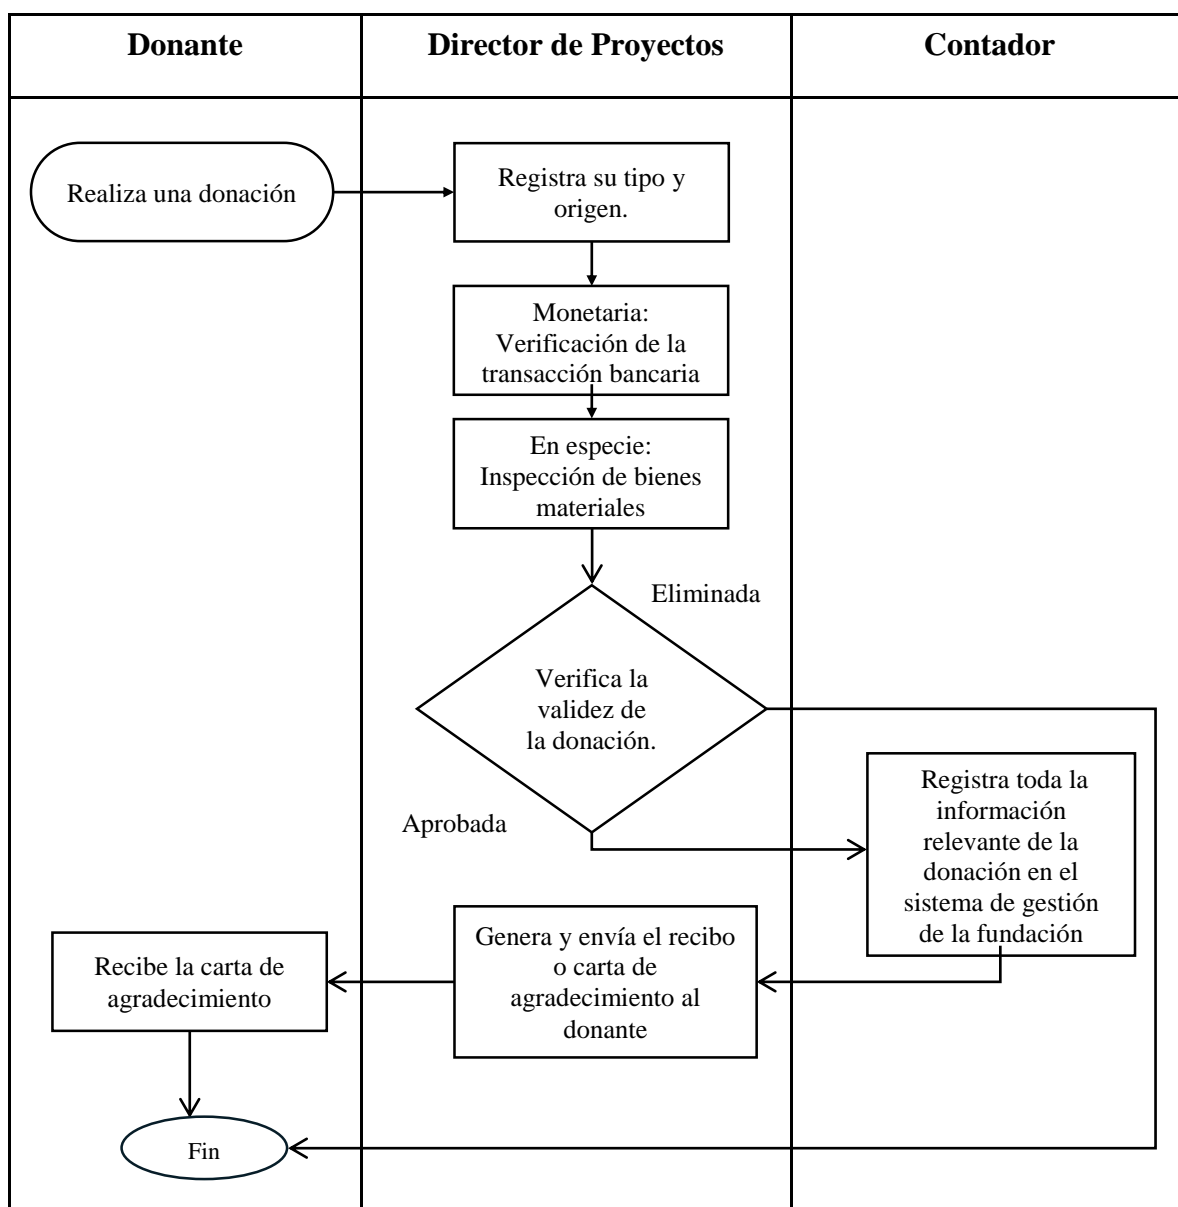 Donante
Director de Proyectos
Contador
Realiza una donación
Registra su tipo y
origen.
Monetaria:
Verificación de la
transacción bancaria
En especie:
Inspección de bienes
materiales
Eliminada
Verifica la
validez de
la donación.
Aprobada
Registra toda la
información
relevante de la
donación en el
sistema de gestión
de la fundación
Genera y envía el recibo
o carta de
agradecimiento al
donante
Recibe la carta de
agradecimiento
Fin